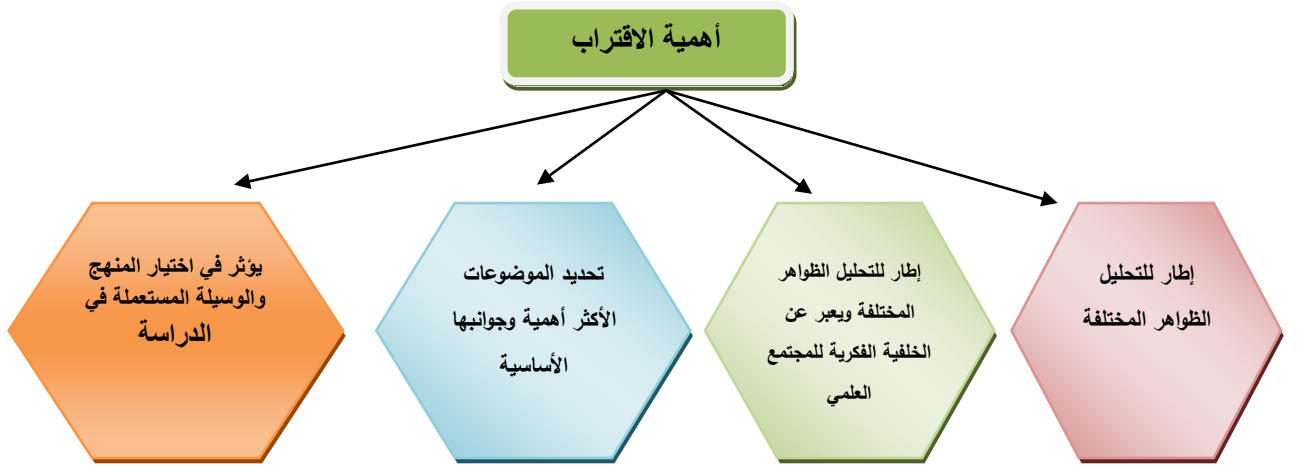 أهمية الاقتراب
إطار للتحليل
الظواهر المختلفة
إطار للتحليل الظواهر
المختلفة ويعبر عن
الخلفية الفكرية للمجتمع
العلمي
تحديد الموضوعات
الأكثر أهمية وجوانبها
الأساسية
يؤثر في اختيار المنهج
والوسيلة المستعملة في
الدراسة